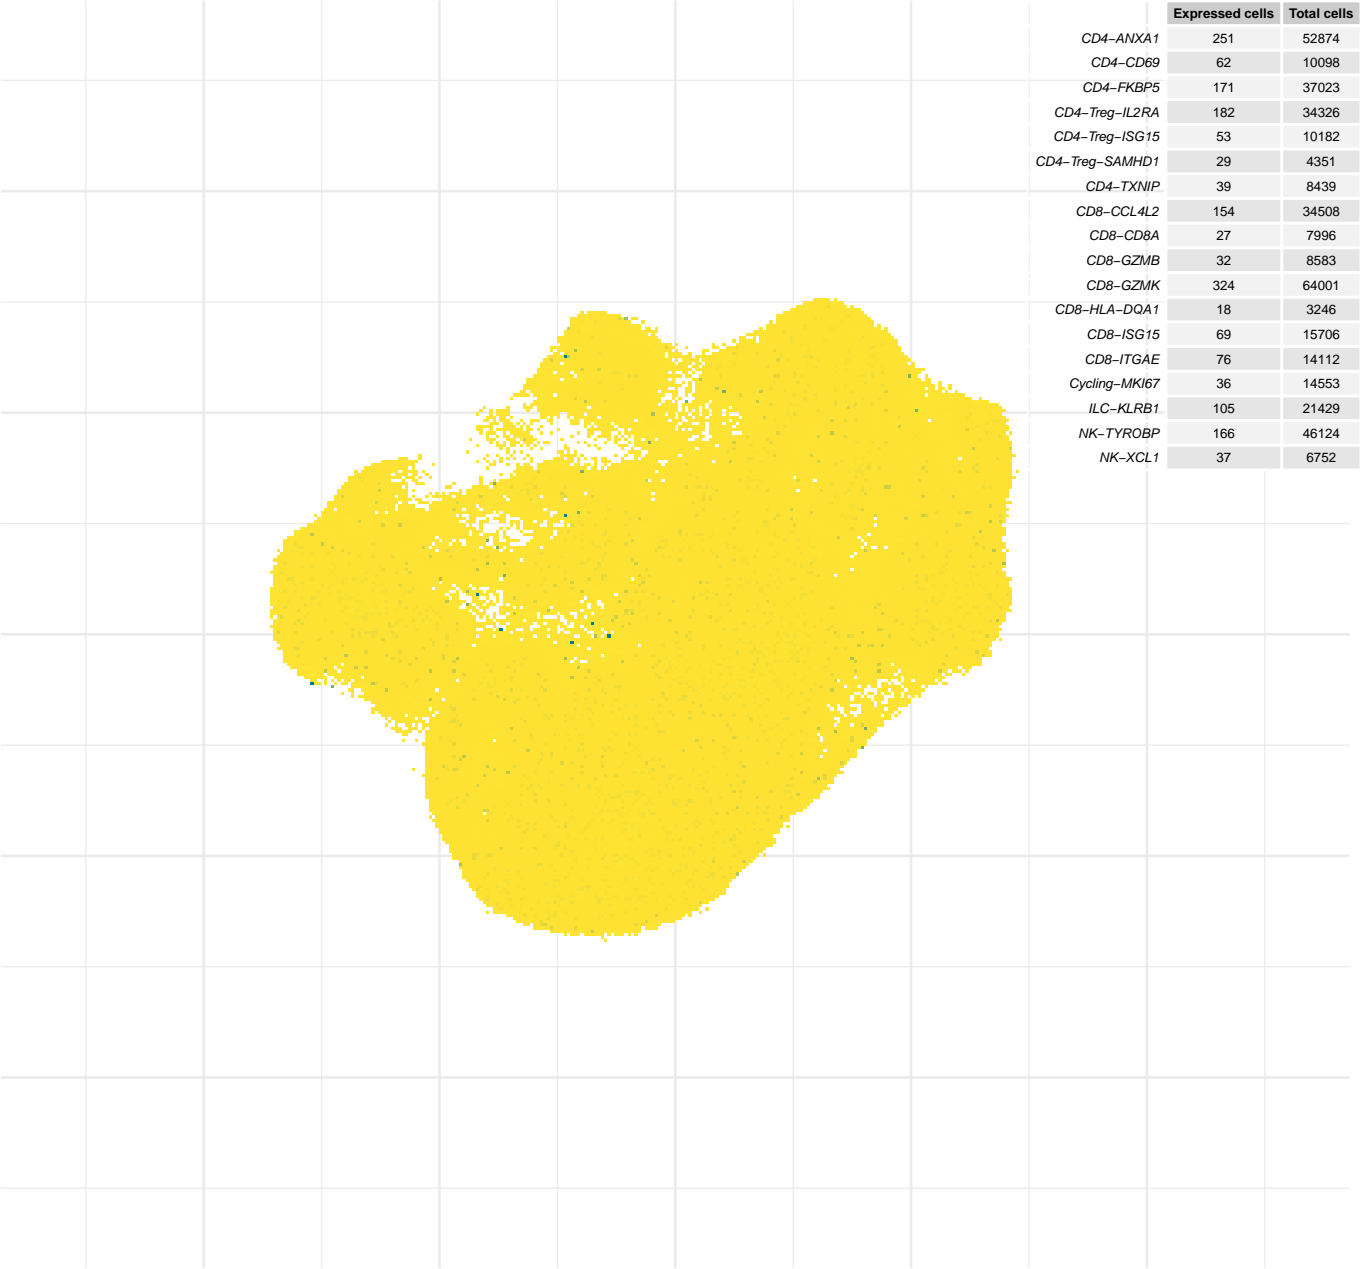 Expressed cells Total cells
CD4−ANXA1 251 52874
CD4−CD69 62 10098
CD4−FKBP5 171 37023
CD4−Treg−IL2RA 182 34326
CD4−Treg−ISG15 53 10182
CD4−Treg−SAMHD1 29 4351
CD4−TXNIP 39 8439
CD8−CCL4L2 154 34508
CD8−CD8A 27 7996
CD8−GZMB 32 8583
CD8−GZMK 324 64001
CD8−HLA−DQA1 18 3246
CD8−ISG15 69 15706
CD8−ITGAE 76 14112
Cycling−MKI67 36 14553
ILC−KLRB1 105 21429
NK−TYROBP 166 46124
NK−XCL1 37 6752